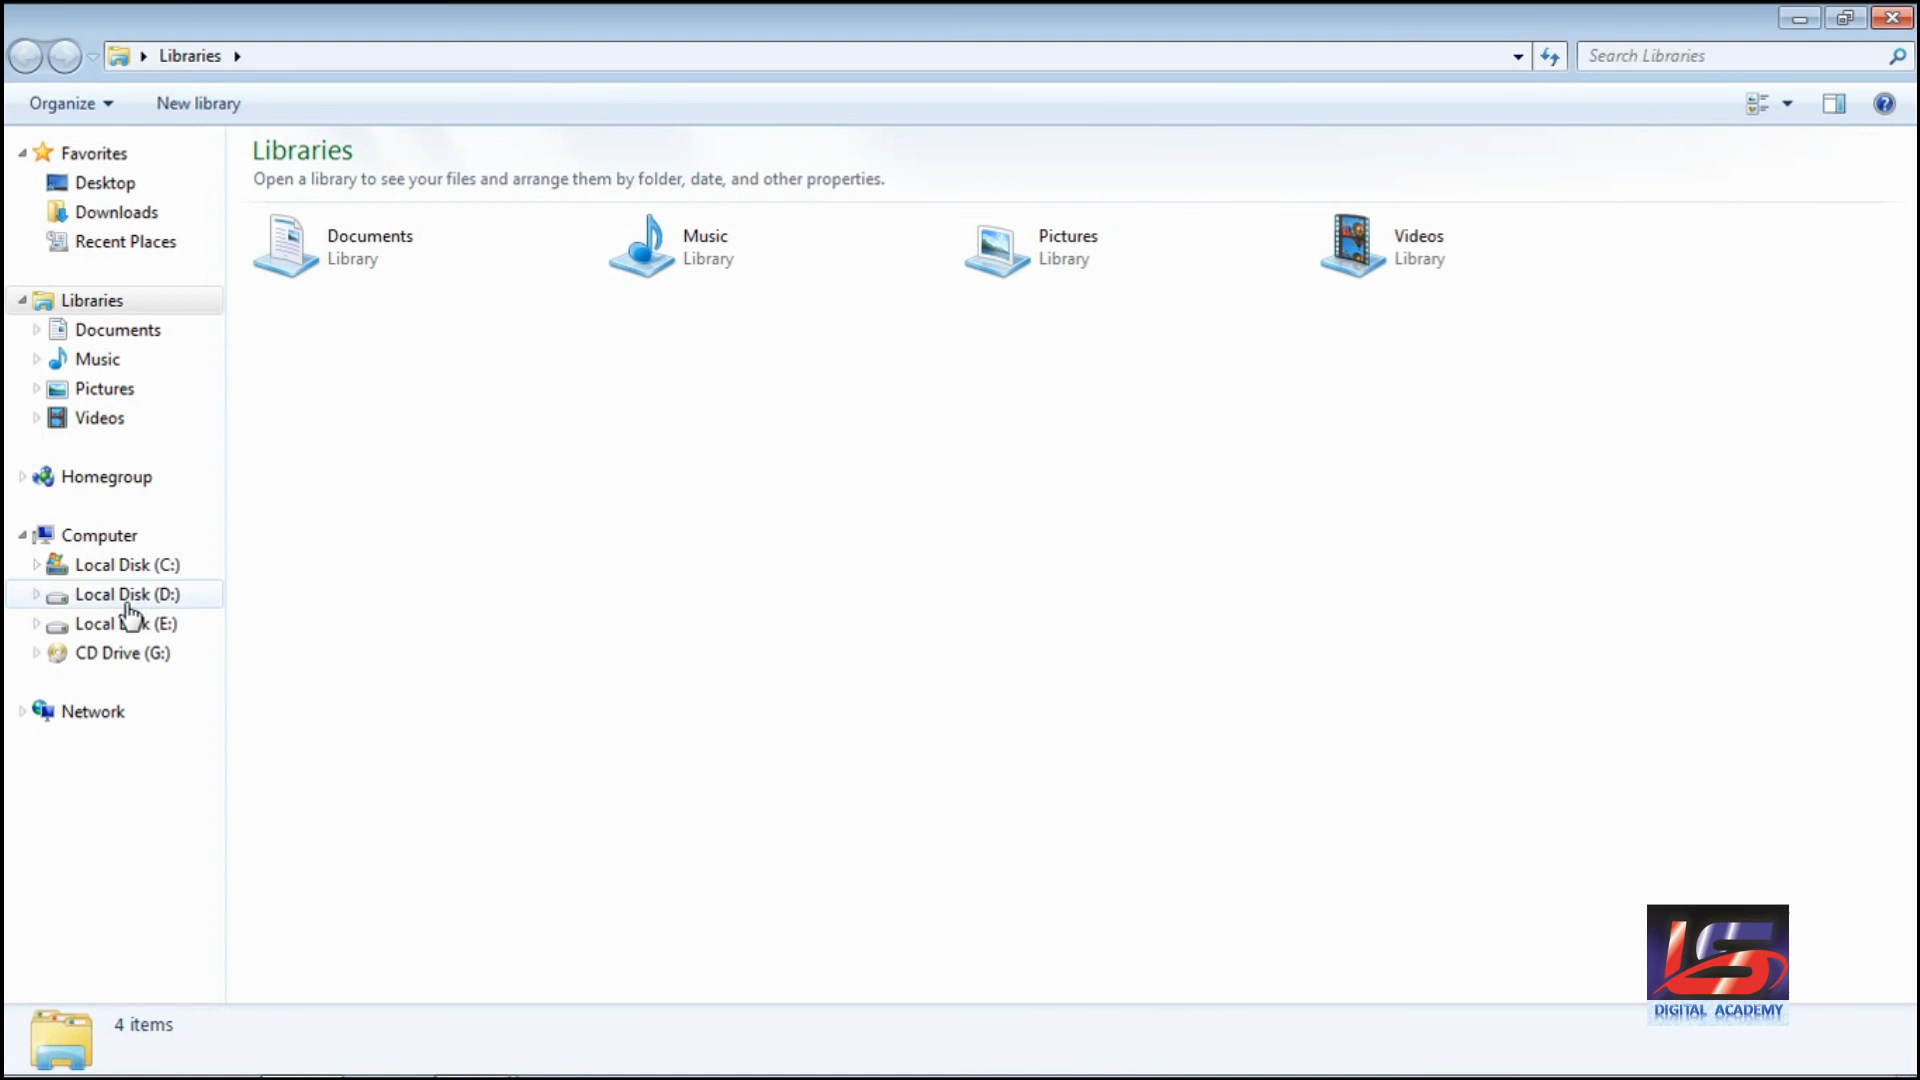 Libraries
Search Libraries
Organize
New library
Favorites
Desktop
Downloads
Recent Places
Libraries
Documents
Music
Pictures
Videos
Homegroup
Computer
Local Disk (C:)
Local Disk (D:)
Local Disk (E:)
CD Drive (G:)
Network
Libraries
Open a library to see your files and arrange them by folder, date, and other properties.
Documents
Library
Music
Library
Pictures
Library
Videos
Library
4 items
LS
DIGITAL ACADEMY